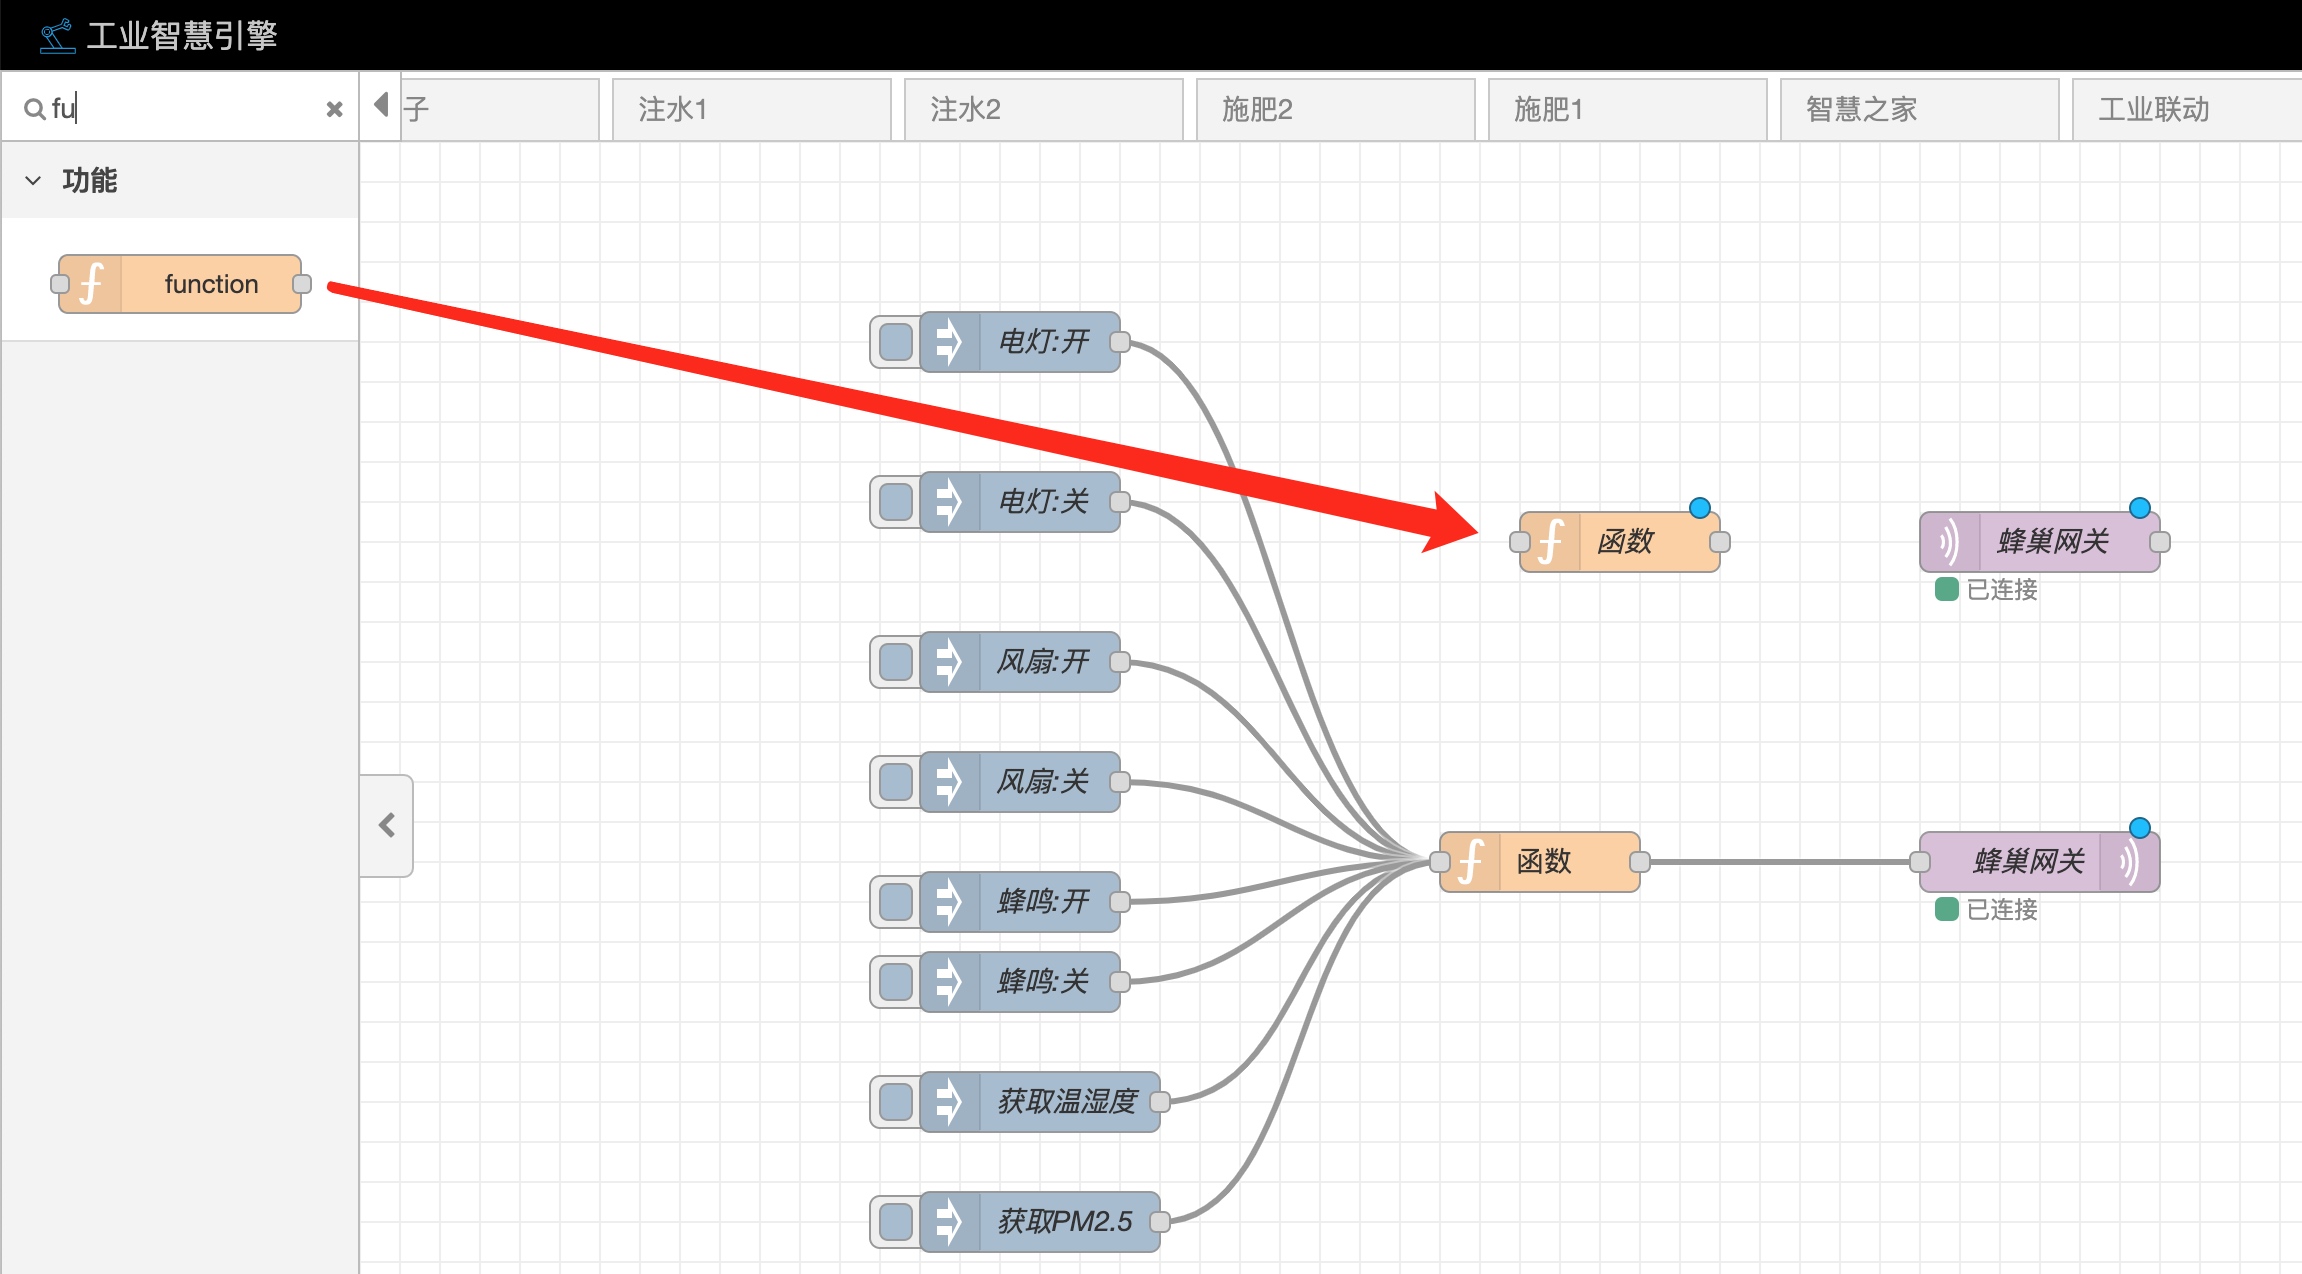 工业智慧引擎
fu
子
注水1
注水2
施肥2
施肥1
智慧之家
工业联动
功能
function
电灯:开
电灯:关
函数
蜂巢网关
已连接
风扇:开
风扇:关
函数
蜂巢网关
已连接
蜂鸣:开
蜂鸣:关
获取温湿度
获取PM2.5